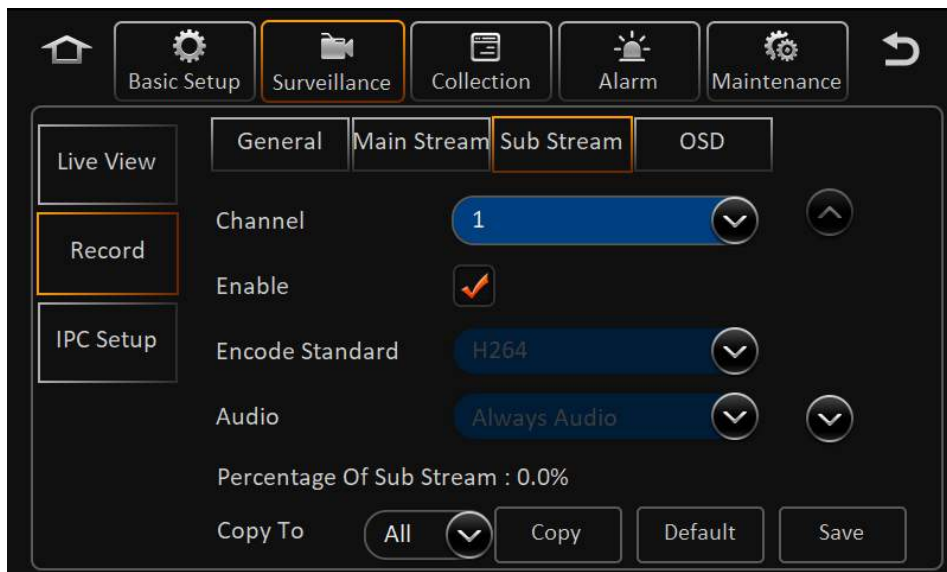 Basic Setup Surveillance Collection Alarm Maintenance
General Main Stream Sub Stream OSD
Live View
Channel 1
Record
Enable
IPC Setup
Encode Standard H264
Audio Always Audio
Percentage Of Sub Stream : 0.0%
Copy To All Copy Default Save